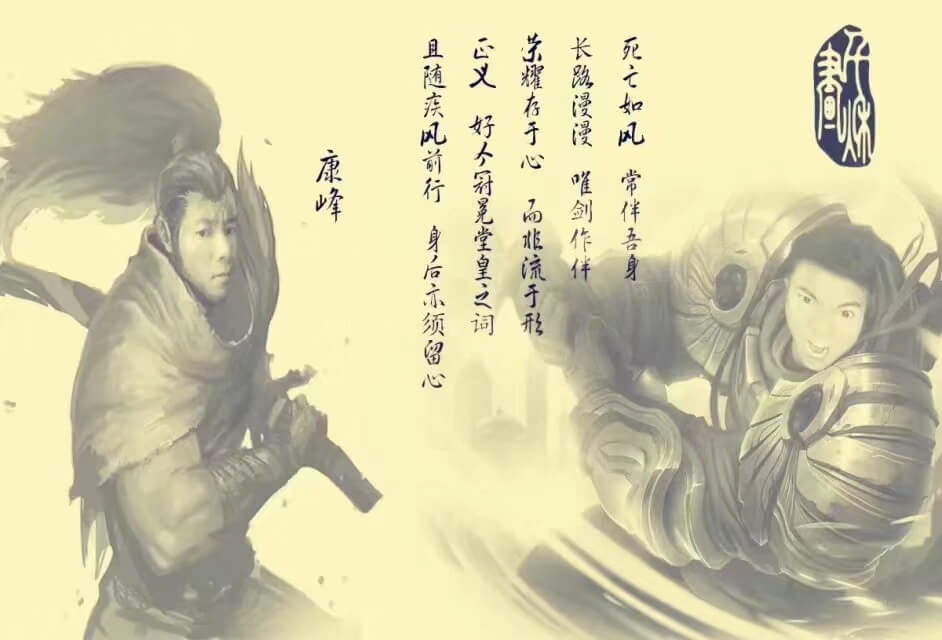 死亡如风 常伴吾身
长路漫漫 唯剑作伴
荣耀存于心 而非流于形
正义 好个冠冕堂皇之词
且随疾风前行 身后亦须留心
康峰